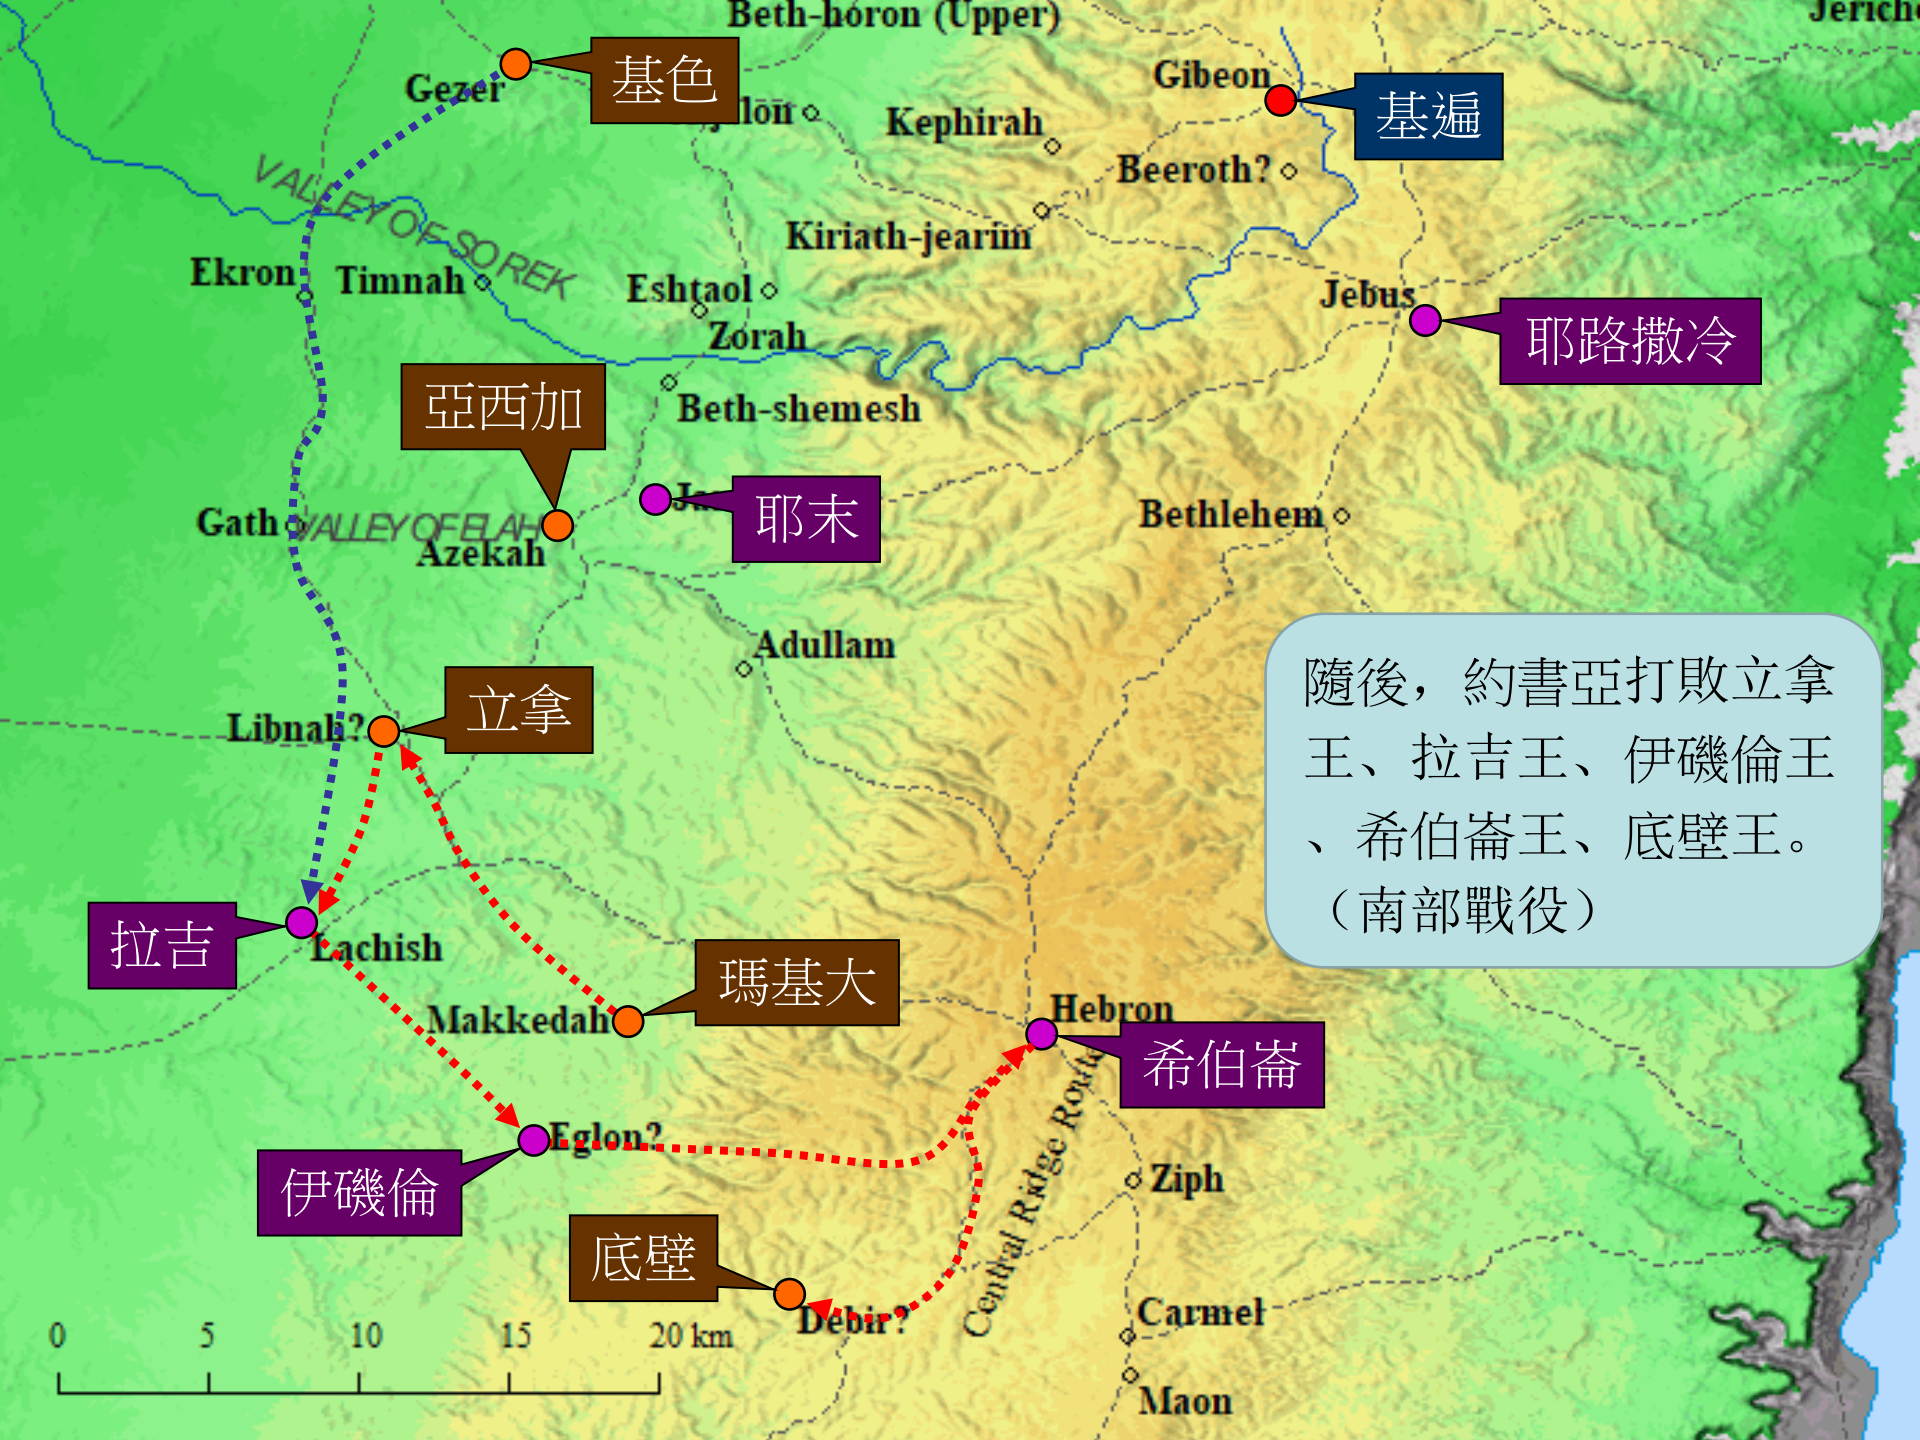 Beth-horon (Upper)
Jerich
Gezer
基色
Gibeon
基遍
Kephirah
Beeroth?
VALLEY OF SOREK
Kiriath-jearim
Ekron
Timnah
Eshtaol
Zorah
Jebus
耶路撒冷
亞西加
Beth-shemesh
耶末
Gath
VALLEY OF ELAH
Azekah
Bethlehem
Adullam
立拿
Libnah?
隨後，約書亞打敗立拿
王、拉吉王、伊磯倫王
、希伯崙王、底壁王。
（南部戰役）
拉吉
Lachish
瑪基大
Makkedah
Hebron
希伯崙
Central Ridge Route
Eglon?
伊磯倫
Ziph
底壁
Debir?
Carmel
Maon
0 5 10 15 20 km